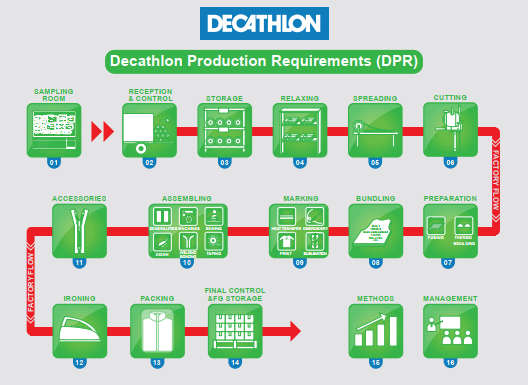 DECATHLON
Decathlon Production Requirements (DPR)
SAMPLING
ROOM
01
RECEPTION
& CONTROL
02
STORAGE
03
RELAXING
04
SPREADING
05
CUTTING
06
FACTORY FLOW
PREPARATION
FUSING
THERMO
MOULDING
07
BUNDLING
08
MARKING
HEAT TRANSFER
EMBROIDERY
PRINT
SUBLIMATION
09
ASSEMBLING
GENERALITIES
MACHINES
SEWING
DOWN
WELDING
BONDING
TAPING
10
ACCESSORIES
11
FACTORY FLOW
IRONING
12
PACKING
13
FINAL CONTROL
&FG STORAGE
14
METHODS
15
MANAGEMENT
16